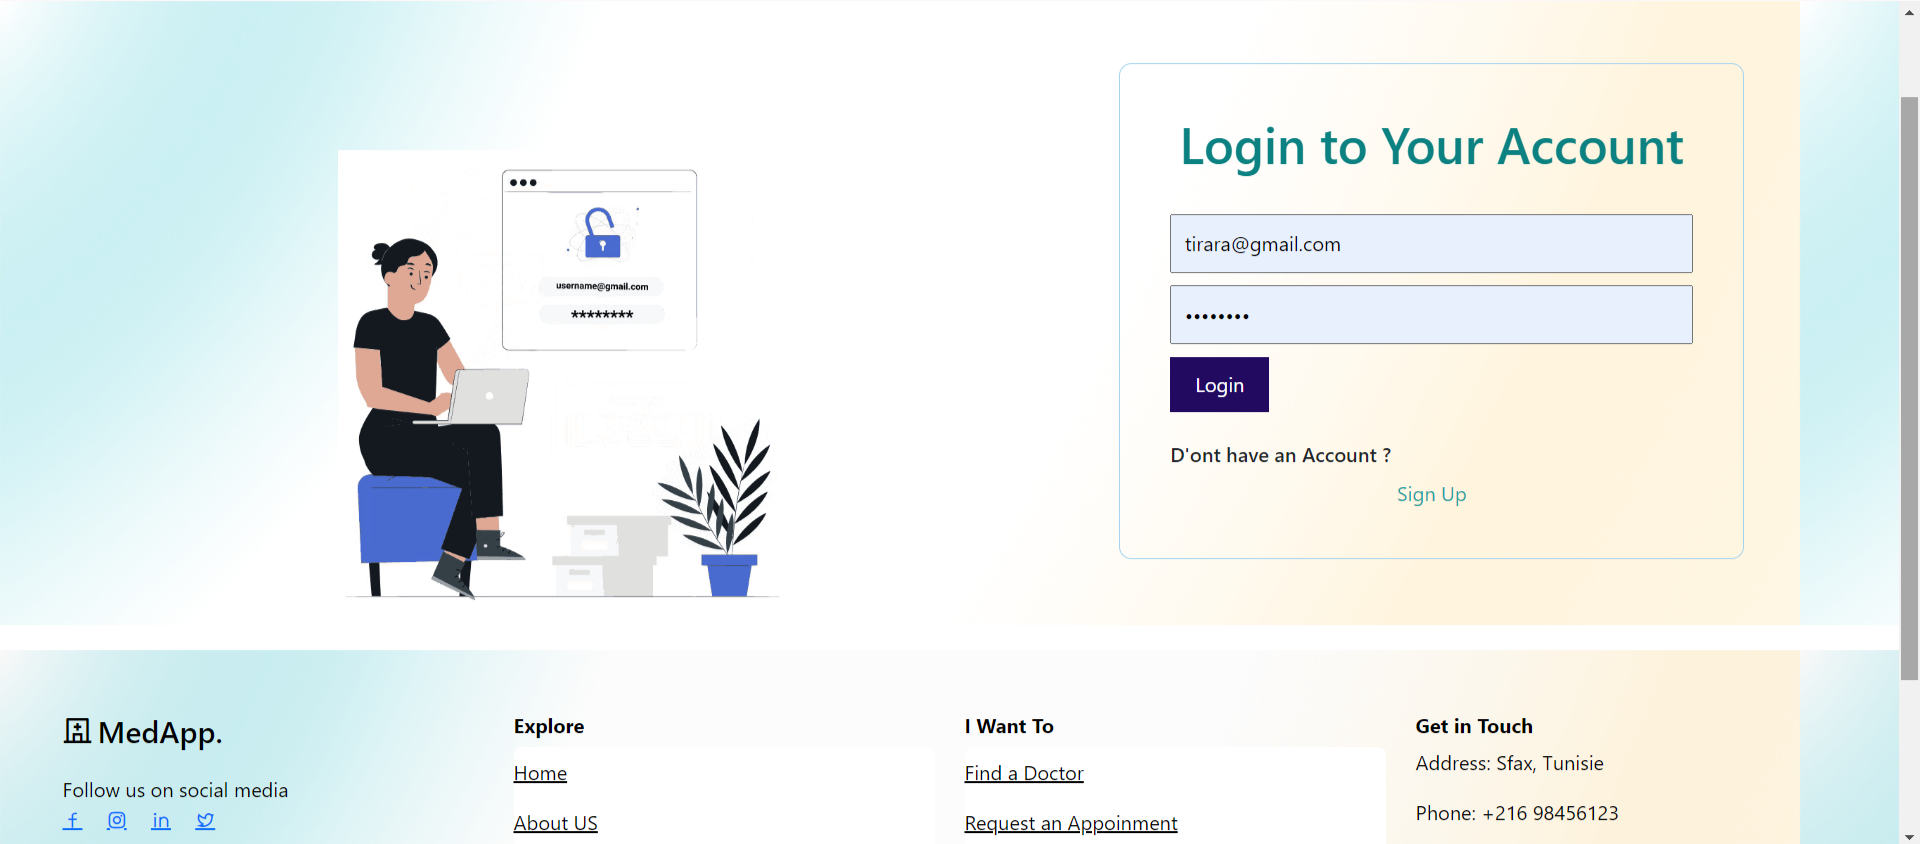 Login to Your Account
tirara@gmail.com
••••••••
Login
D'ont have an Account ?
Sign Up
username@gmail.com
********
MedApp.
Follow us on social media
Explore
Home
About US
I Want To
Find a Doctor
Request an Appoinment
Get in Touch
Address: Sfax, Tunisie
Phone: +216 98456123